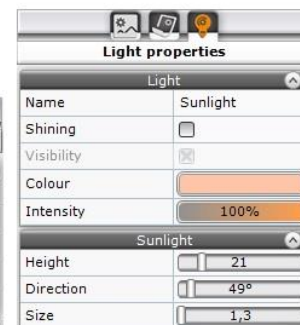 Light properties
Light
Name Sunlight
Shining
Visibility
Colour
Intensity 100%
Sunlight
Height 21
Direction 49°
Size 1,3